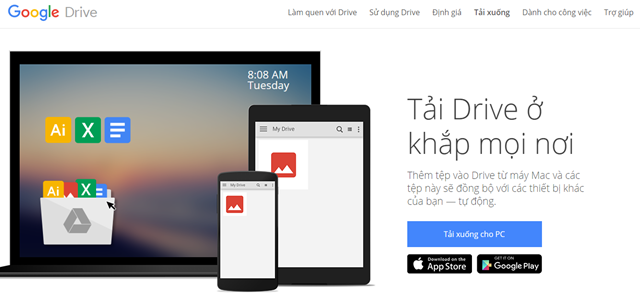 Google Drive
Làm quen với Drive Sử dụng Drive Định giá Tải xuống Dành cho công việc Trợ giúp
8:08 AM
Tuesday
Ai X
Ai X
My Drive
My Drive
Tải Drive ở
khắp mọi nơi
Thêm tệp vào Drive từ máy Mac và các
tệp này sẽ đồng bộ với các thiết bị khác
của bạn — tự động.
Tải xuống cho PC
Download on the
App Store
GET IT ON
Google Play